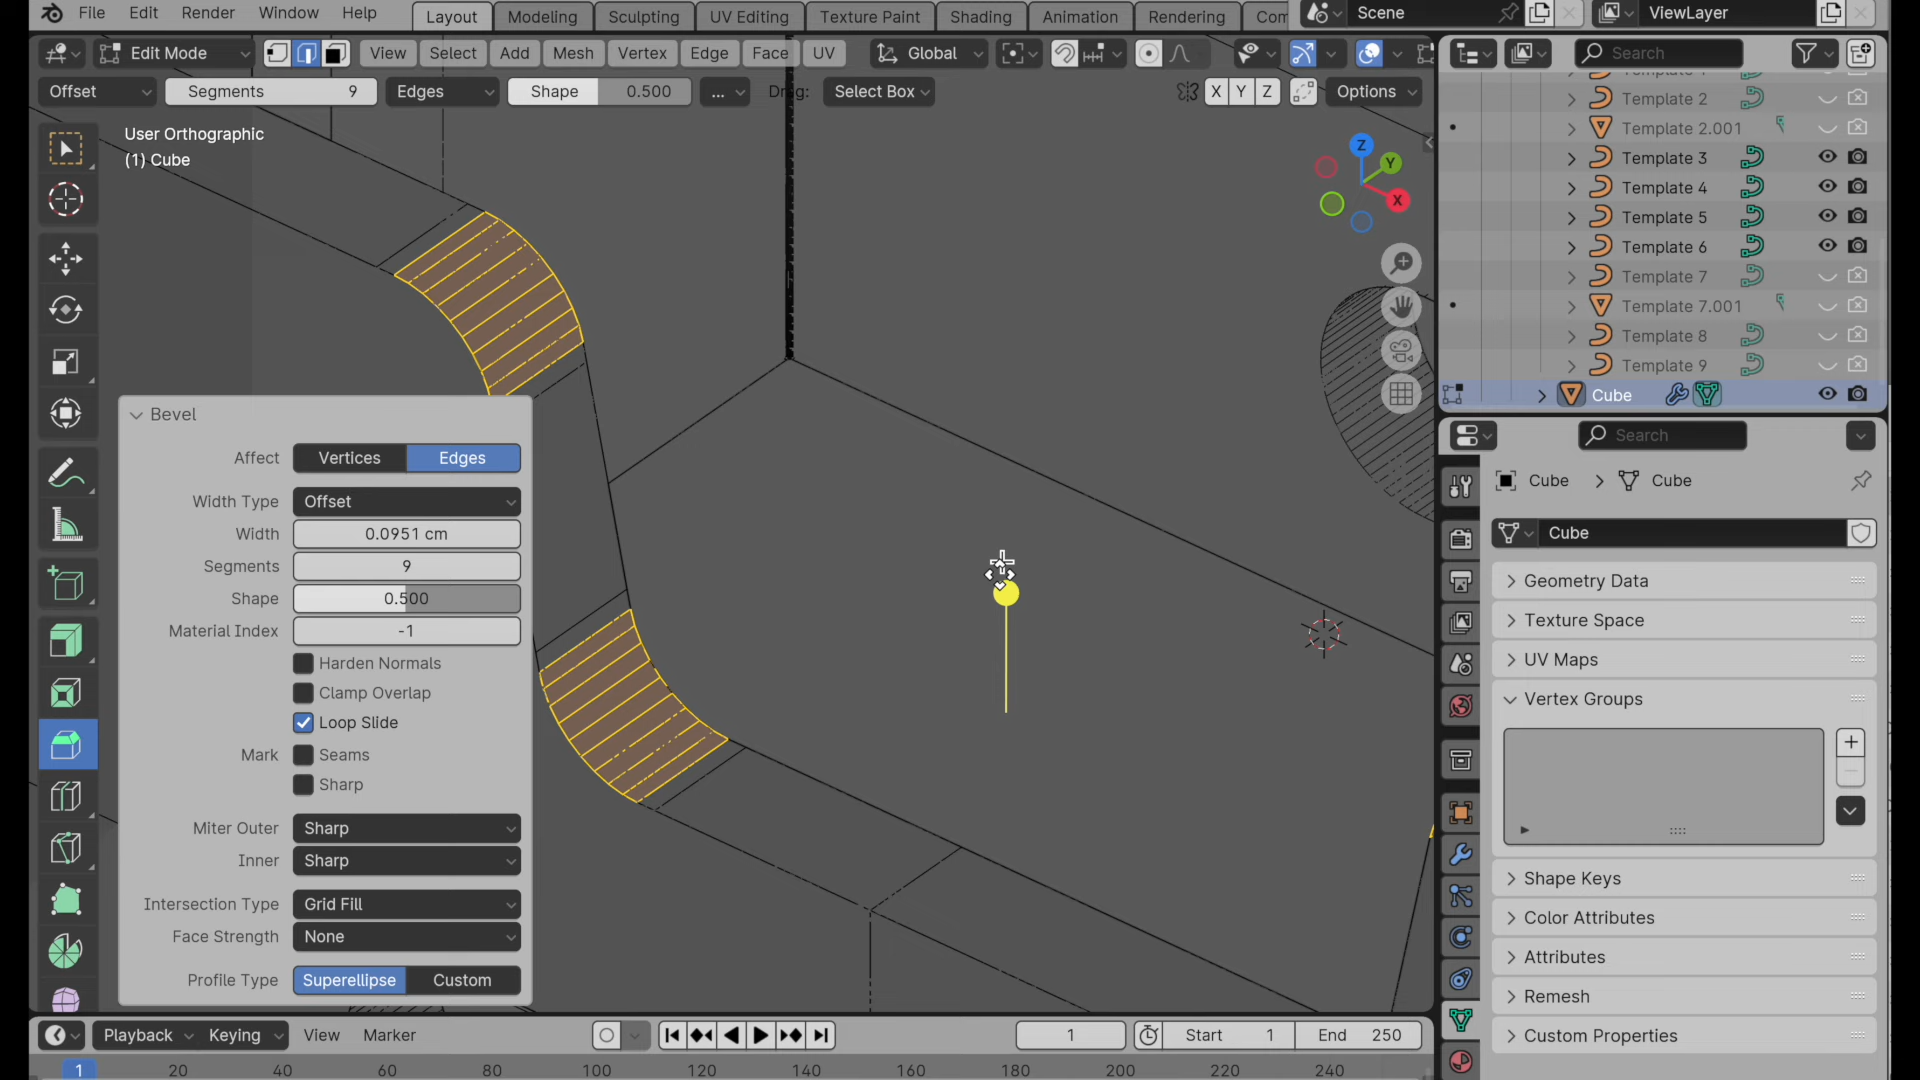 File Edit Render Window Help Layout Modeling Sculpting UV Editing Texture Paint Shading Animation Rendering Com Scene ViewLayer
Edit Mode View Select Add Mesh Vertex Edge Face UV Global Search
Offset Segments 9 Edges Shape 0.500 ... Drag: Select Box X Y Z Options
User Orthographic
(1) Cube
Z
Y
X
Template 2
Template 2.001
Template 3
Template 4
Template 5
Template 6
Template 7
Template 7.001
Template 8
Template 9
Cube
Bevel
Affect Vertices Edges
Width Type Offset
Width 0.0951 cm
Segments 9
Shape 0.500
Material Index -1
Harden Normals
Clamp Overlap
Loop Slide
Mark Seams
Sharp
Miter Outer Sharp
Inner Sharp
Intersection Type Grid Fill
Face Strength None
Profile Type Superellipse Custom
Search
Cube > Cube
Cube
Geometry Data
Texture Space
UV Maps
Vertex Groups
Shape Keys
Color Attributes
Attributes
Remesh
Custom Properties
Playback Keying View Marker 1 Start 1 End 250
1 20 40 60 80 100 120 140 160 180 200 220 240